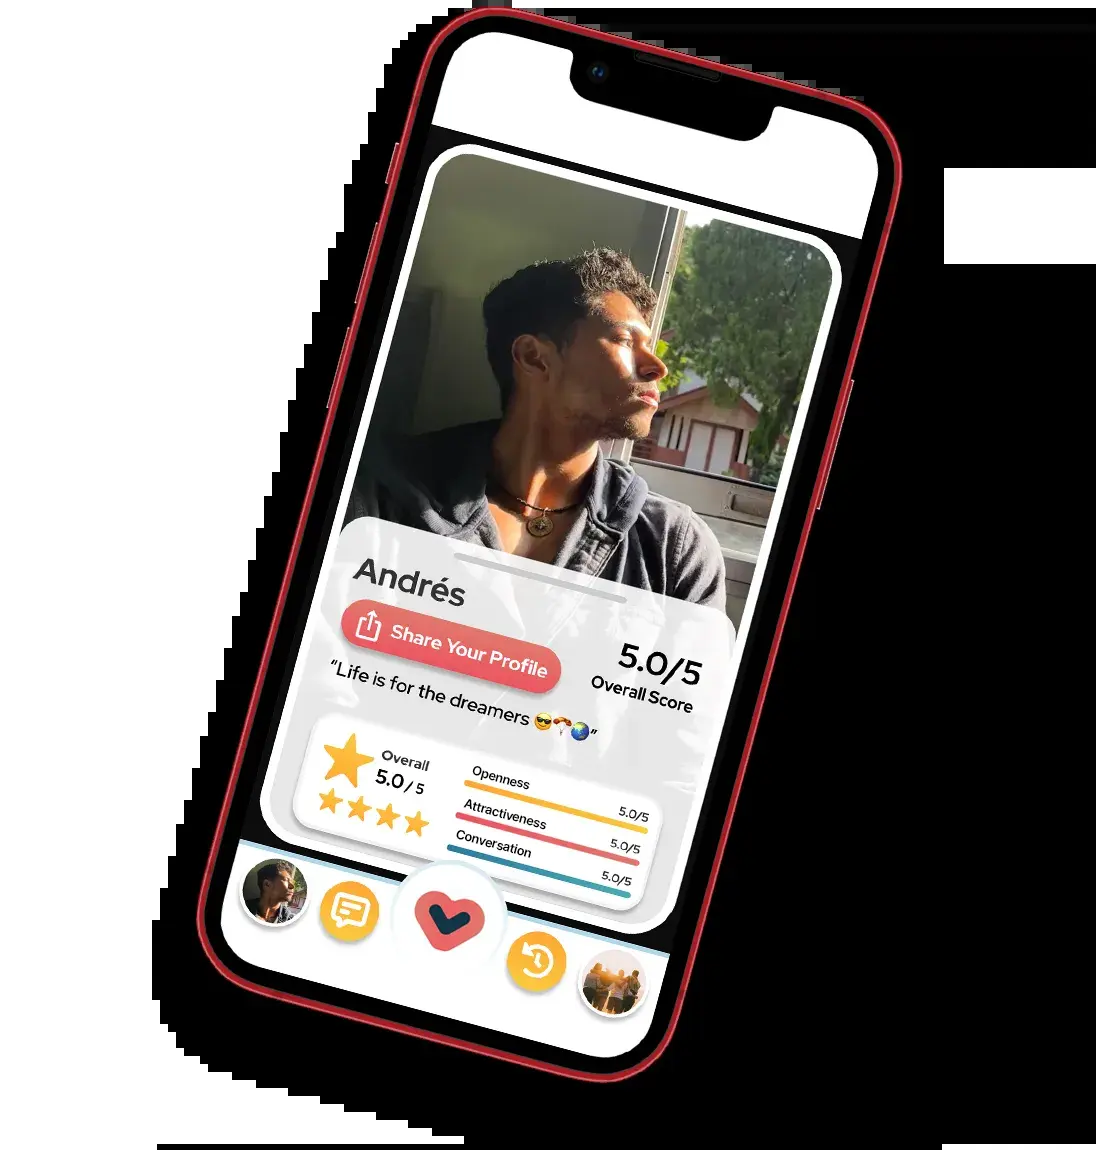 Andrés
Share Your Profile
5.0/5
Overall Score
“Life is for the dreamers 😎🪂🌏”
Overall
5.0/5
Openness
5.0/5
Attractiveness
5.0/5
Conversation
5.0/5